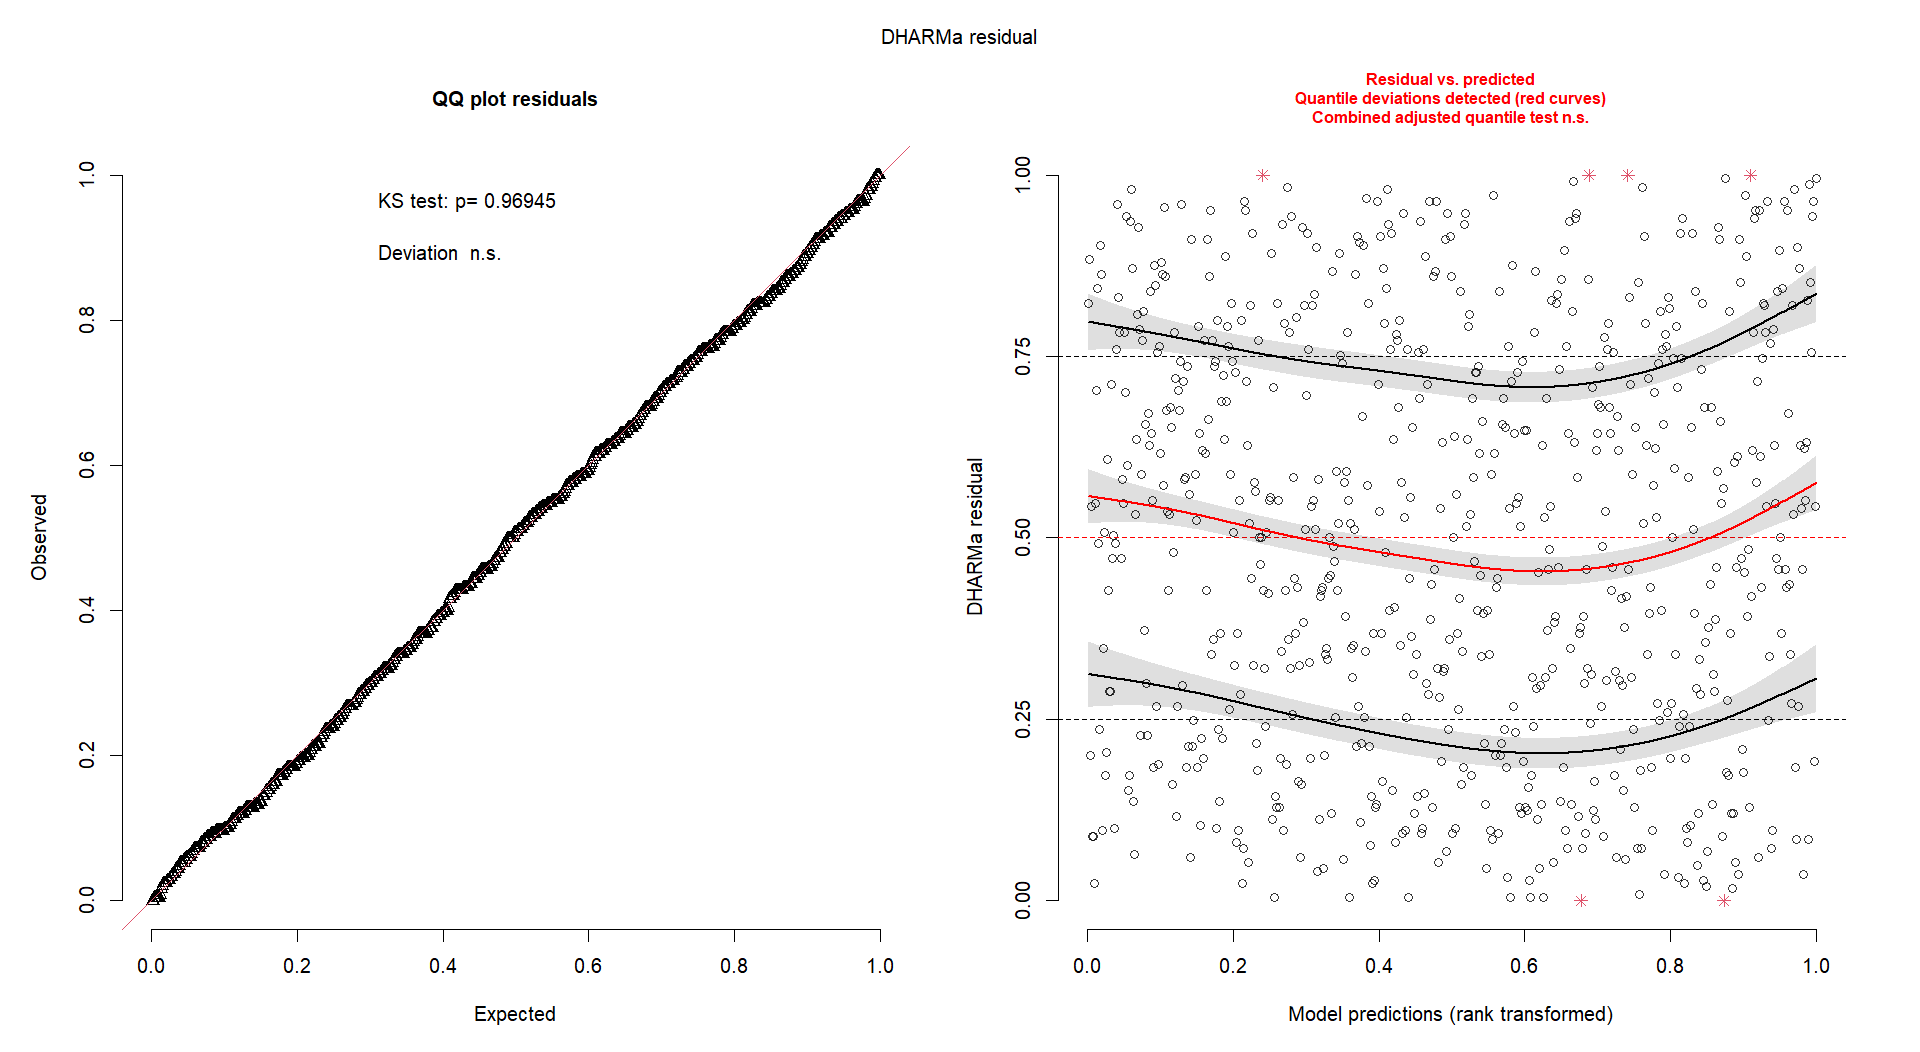 DHARMa residual
QQ plot residuals
KS test: p= 0.96945
Deviation  n.s.
Observed
1.0
0.8
0.6
0.4
0.2
0.0
0.0 0.2 0.4 0.6 0.8 1.0
Expected
Residual vs. predicted
Quantile deviations detected (red curves)
Combined adjusted quantile test n.s.
DHARMa residual
1.00
0.75
0.50
0.25
0.00
0.0 0.2 0.4 0.6 0.8 1.0
Model predictions (rank transformed)